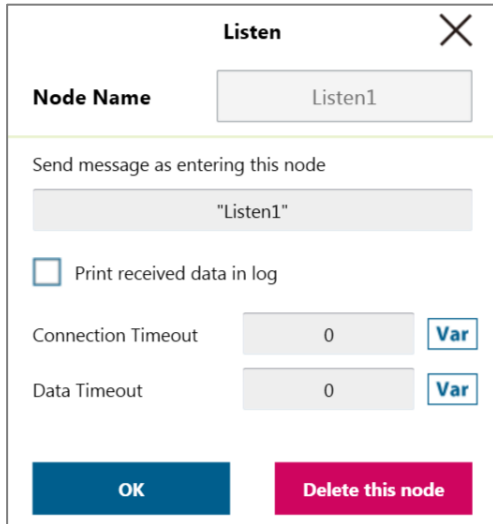 Listen
Node Name Listen1
Send message as entering this node
"Listen1"
Print received data in log
Connection Timeout 0 Var
Data Timeout 0 Var
OK Delete this node